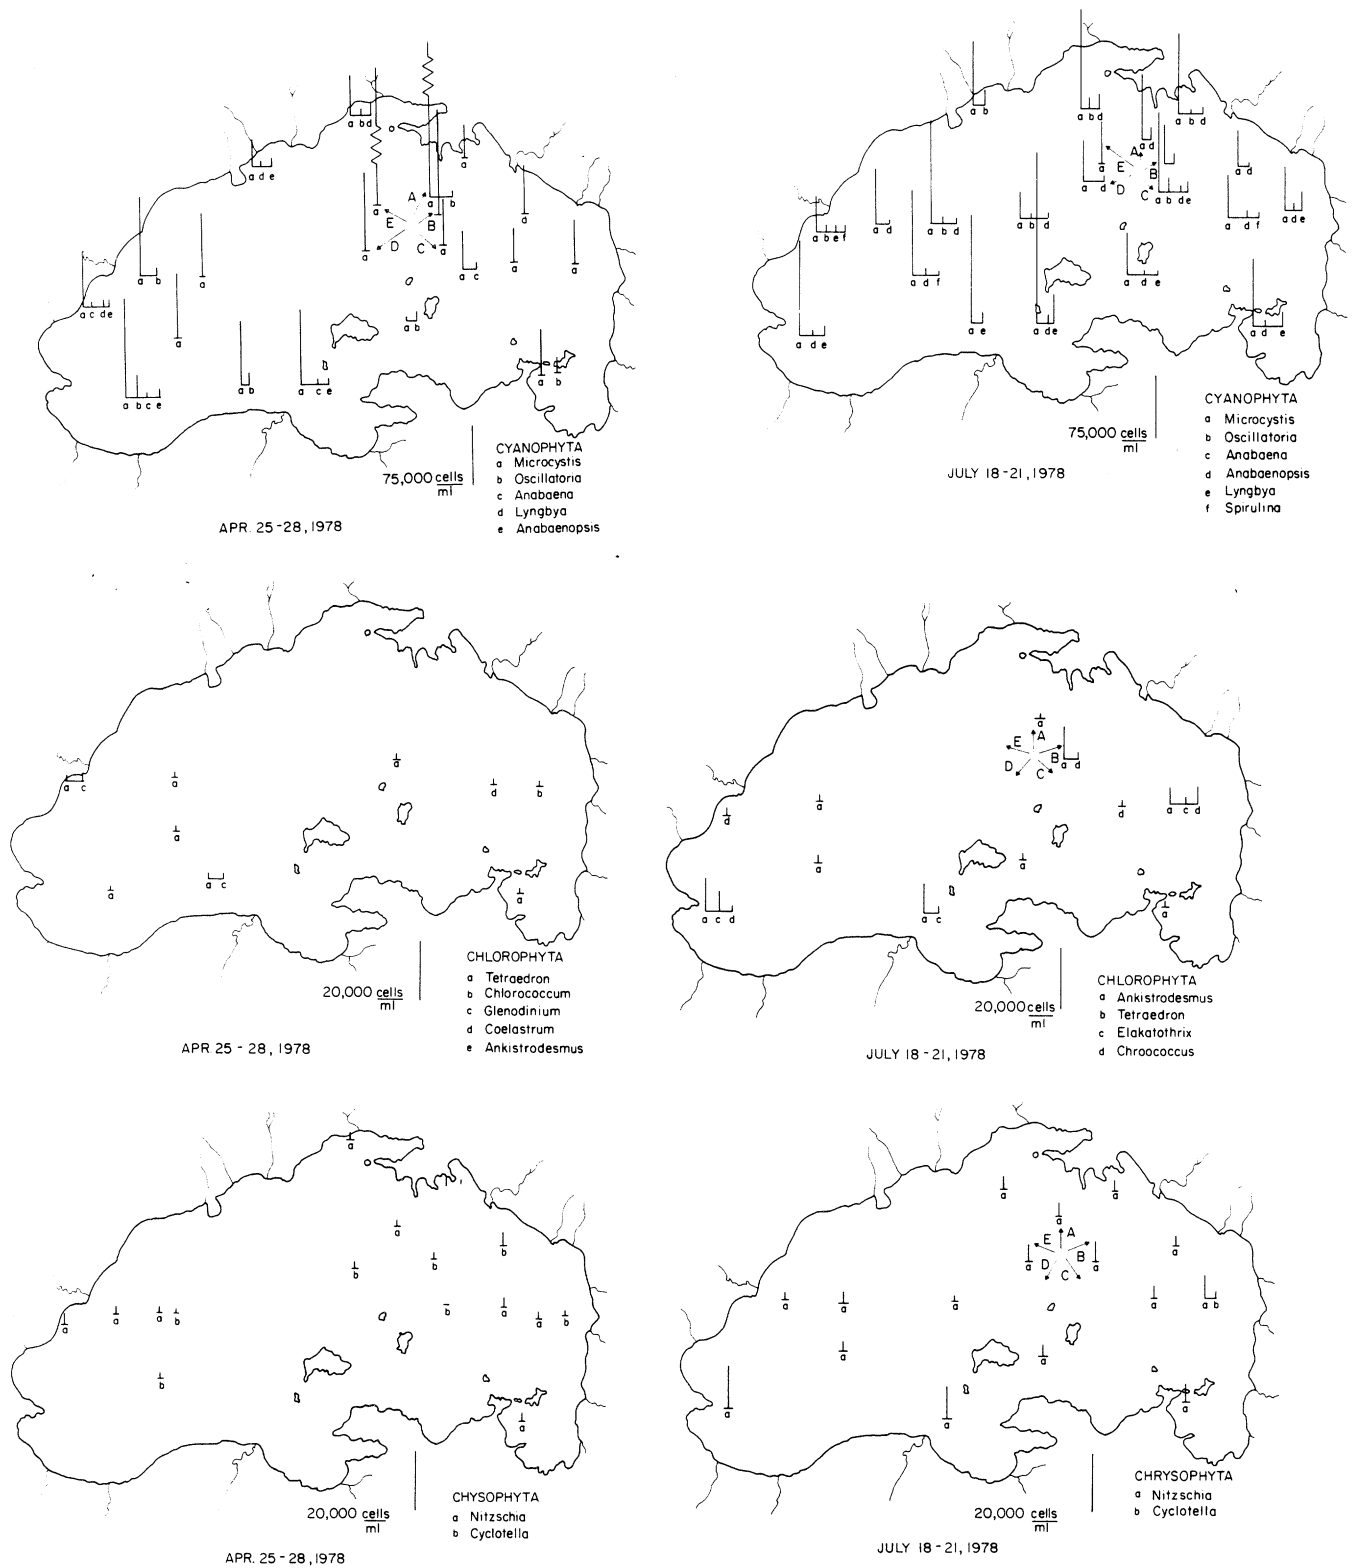 a b d
a d e
a
A
a b
E
B
D
C
a
a
a
a
a
a c
a
a
a b
a
a c d e
a
a b
a b c e
a b
a c e
a b
75,000 cells
ml
APR. 25-28, 1978
CYANOPHYTA
a Microcystis
b Oscillatoria
c Anabaena
d Lyngbya
e Anabaenopsis
a b
a b d
a b d
a d
A
a
E
B
D
C
a d
a b d e
a d
a b e f
a d
a b d
a b d
a d f
a d e
a d f
a d e
a d e
a e
a d e
a d e
75,000 cells
ml
JULY 18-21, 1978
CYANOPHYTA
a Microcystis
b Oscillatoria
c Anabaena
d Anabaenopsis
e Lyngbya
f Spirulina
a c
a
a
d
b
a
a
a c
a
20,000 cells
ml
APR. 25-28, 1978
CHLOROPHYTA
a Tetraedron
b Chlorococcum
c Glenodinium
d Coelastrum
e Ankistrodesmus
a
A
E
B
D
C
a d
d
a
d
a c d
a
a
a c d
a c
a
20,000 cells
ml
JULY 18-21, 1978
CHLOROPHYTA
a Ankistrodesmus
b Tetraedron
c Elakatothrix
d Chroococcus
a
a
b
b
b
a
a
a
b
b
a
a
b
b
a
20,000 cells
ml
APR. 25-28, 1978
CHYSOPHYTA
a Nitzschia
b Cyclotella
a
a
a
A
E
B
D
C
a
a
a
a
a
a
a
a b
a
a
a
a
a
20,000 cells
ml
JULY 18-21, 1978
CHRYSOPHYTA
a Nitzschia
b Cyclotella